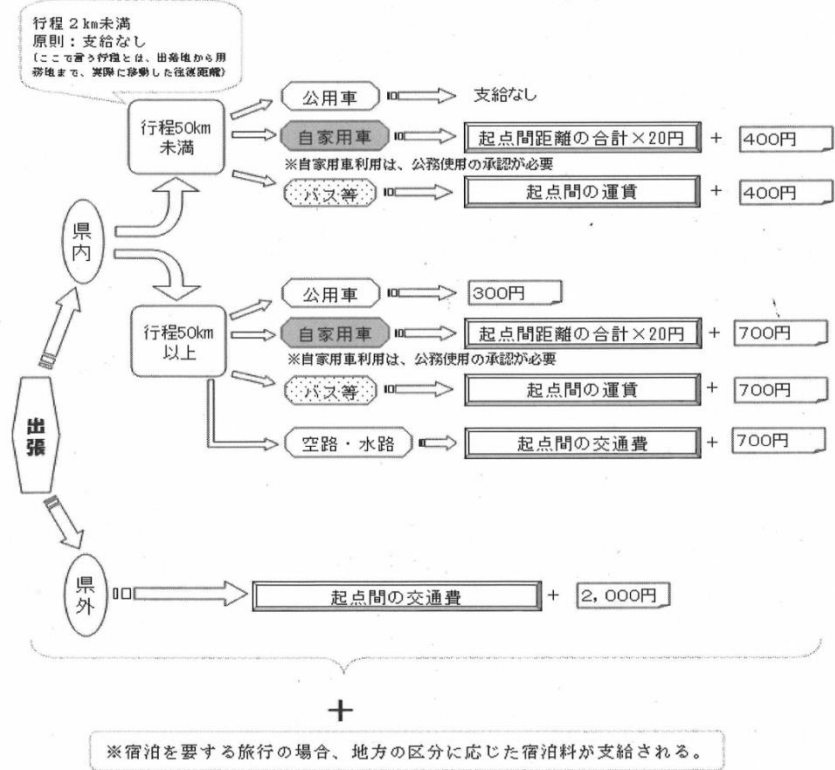 行程2km未満
原則：支給なし
(ここで言う行程とは、出発地から用
務地まで、実際に移動した往復距離)
行程50km
未満
公用車
支給なし
自家用車
起点間距離の合計×20円 + 400円
※自家用車利用は、公務使用の承認が必要
バス等
起点間の運賃 + 400円
県内
行程50km
以上
公用車
300円
自家用車
起点間距離の合計×20円 + 700円
※自家用車利用は、公務使用の承認が必要
バス等
起点間の運賃 + 700円
空路・水路
起点間の交通費 + 700円
出張
県外
起点間の交通費 + 2,000円
+
※宿泊を要する旅行の場合、地方の区分に応じた宿泊料が支給される。